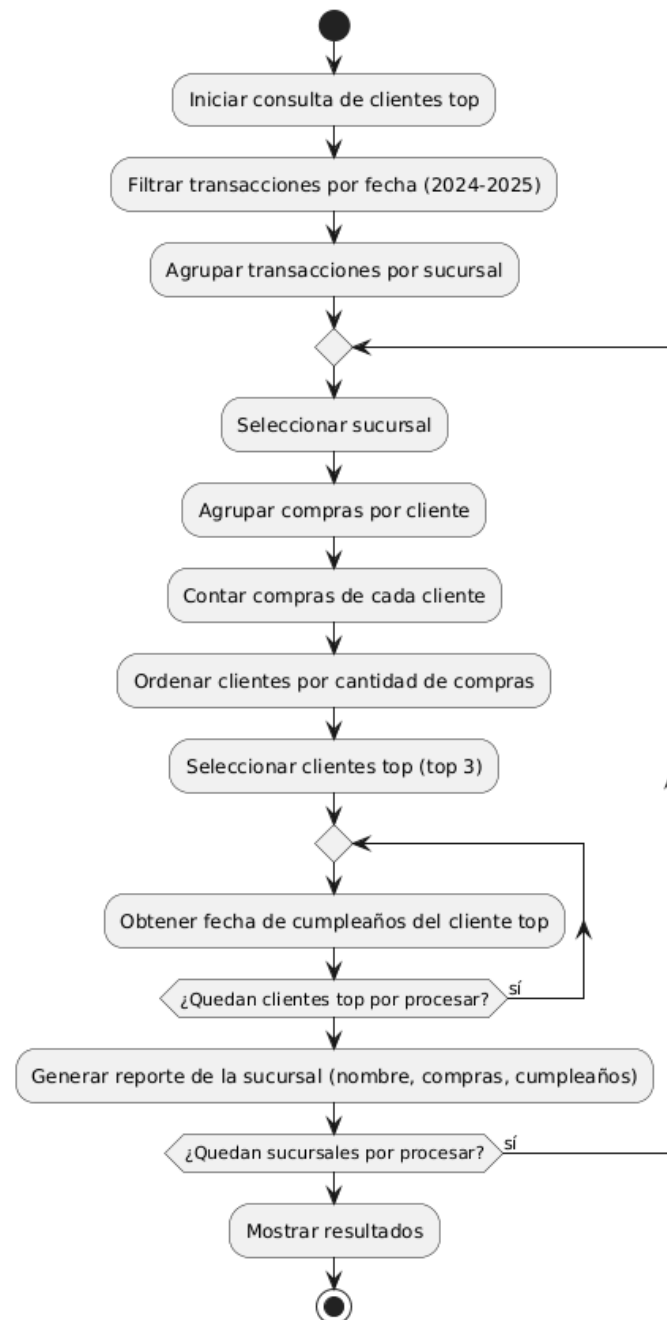 Iniciar consulta de clientes top
Filtrar transacciones por fecha (2024-2025)
Agrupar transacciones por sucursal
Seleccionar sucursal
Agrupar compras por cliente
Contar compras de cada cliente
Ordenar clientes por cantidad de compras
Seleccionar clientes top (top 3)
Obtener fecha de cumpleaños del cliente top
¿Quedan clientes top por procesar?
sí
Generar reporte de la sucursal (nombre, compras, cumpleaños)
¿Quedan sucursales por procesar?
sí
Mostrar resultados